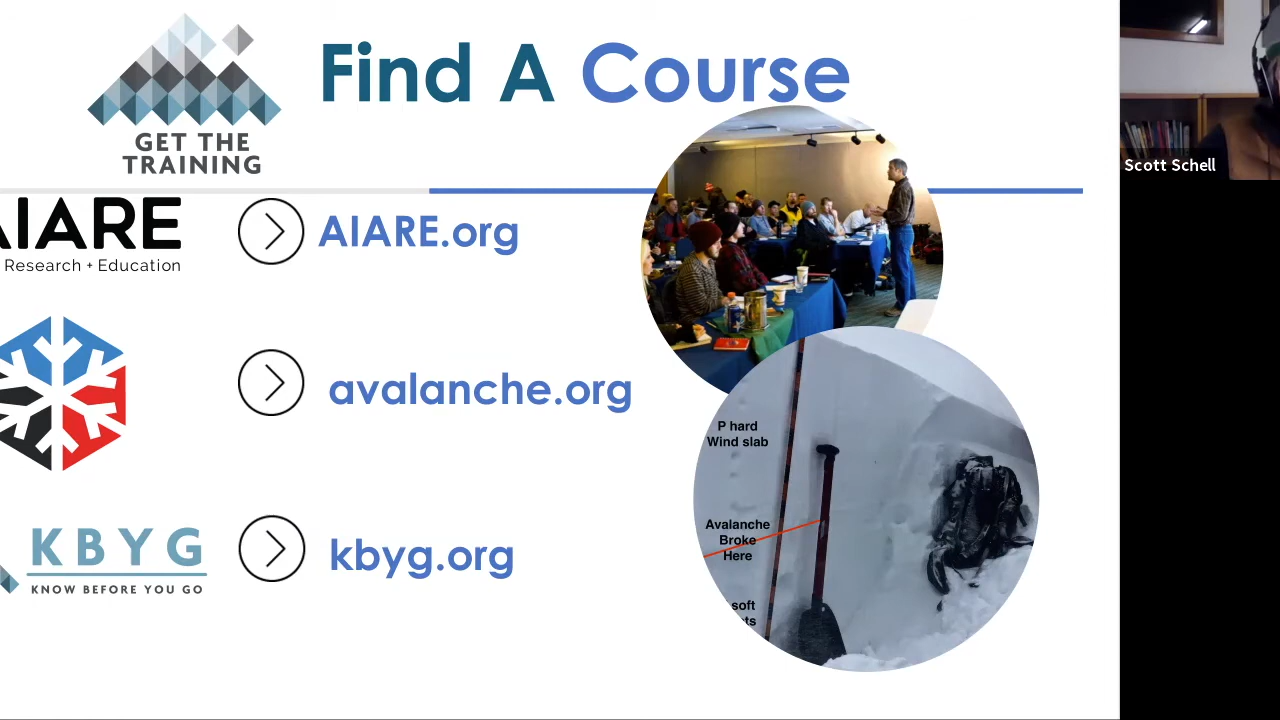 GET THE
TRAINING
Find A Course
Scott Schell
AIARE
Research + Education
AIARE.org
avalanche.org
P hard
Wind slab
Avalanche
Broke
Here
soft
KBYG
KNOW BEFORE YOU GO
kbyg.org